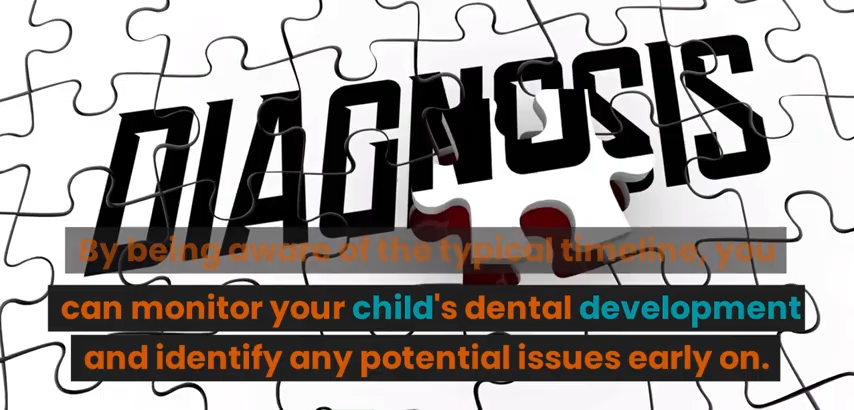 DIAGNOSIS
By being aware of the typical timeline, you
can monitor your child's dental development
and identify any potential issues early on.